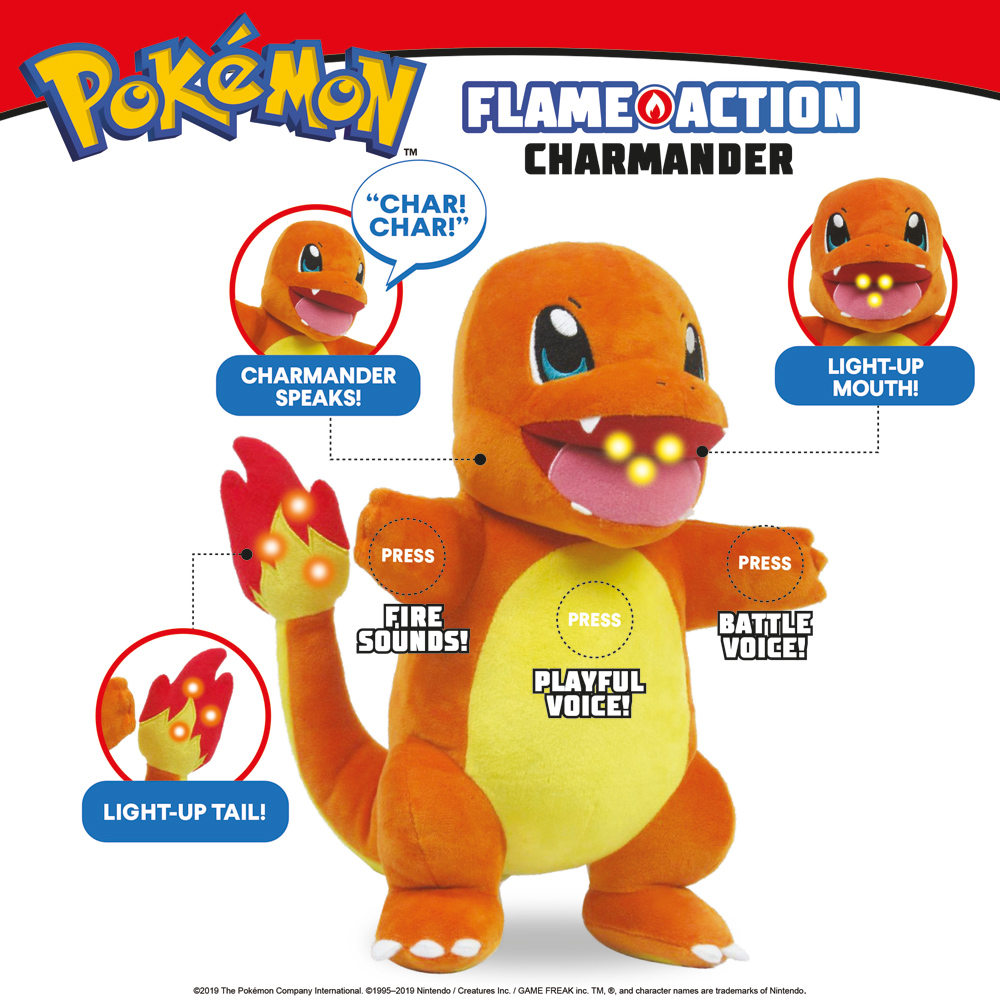 POKéMON
TM
FLAME ACTION
CHARMANDER
“CHAR!
CHAR!”
CHARMANDER
SPEAKS!
LIGHT-UP
MOUTH!
PRESS
FIRE
SOUNDS!
PRESS
PLAYFUL
VOICE!
PRESS
BATTLE
VOICE!
LIGHT-UP TAIL!
©2019 The Pokémon Company International. ©1995–2019 Nintendo / Creatures Inc. / GAME FREAK inc. TM, ®, and character names are trademarks of Nintendo.